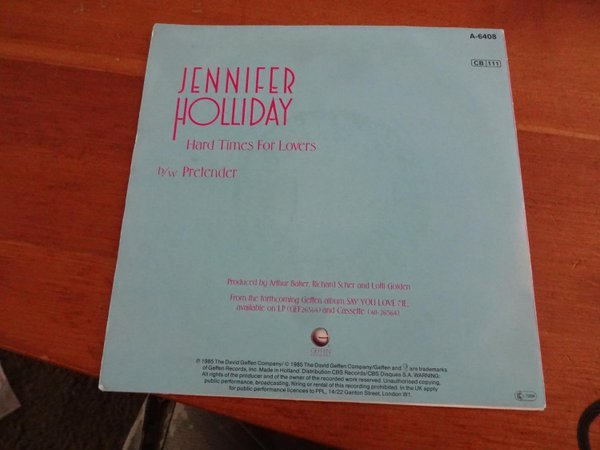 A-6408
CB 111
JENNIFER
HOLLIDAY
Hard Times For Lovers
b/w Pretender
Produced by Arthur Baker, Richard Scher and Lotti Golden
From the forthcoming Geffen album: SAY YOU LOVE ME,
available on LP (GEF26564) and Cassette (40-26564)
GEFFEN
℗ 1985 The David Geffen Company/ © 1985 The David Geffen Company/Geffen and are trademarks
of Geffen Records, Inc. Made in Holland. Distribution CBS Records/CBS Disques S.A. WARNING:
All rights of the producer and of the owner of the recorded work reserved. Unauthorised copying,
public performance, broadcasting, hiring or rental of this recording prohibited. In the UK apply
for public performance licences to PPL, 14/22 Ganton Street, London W1.